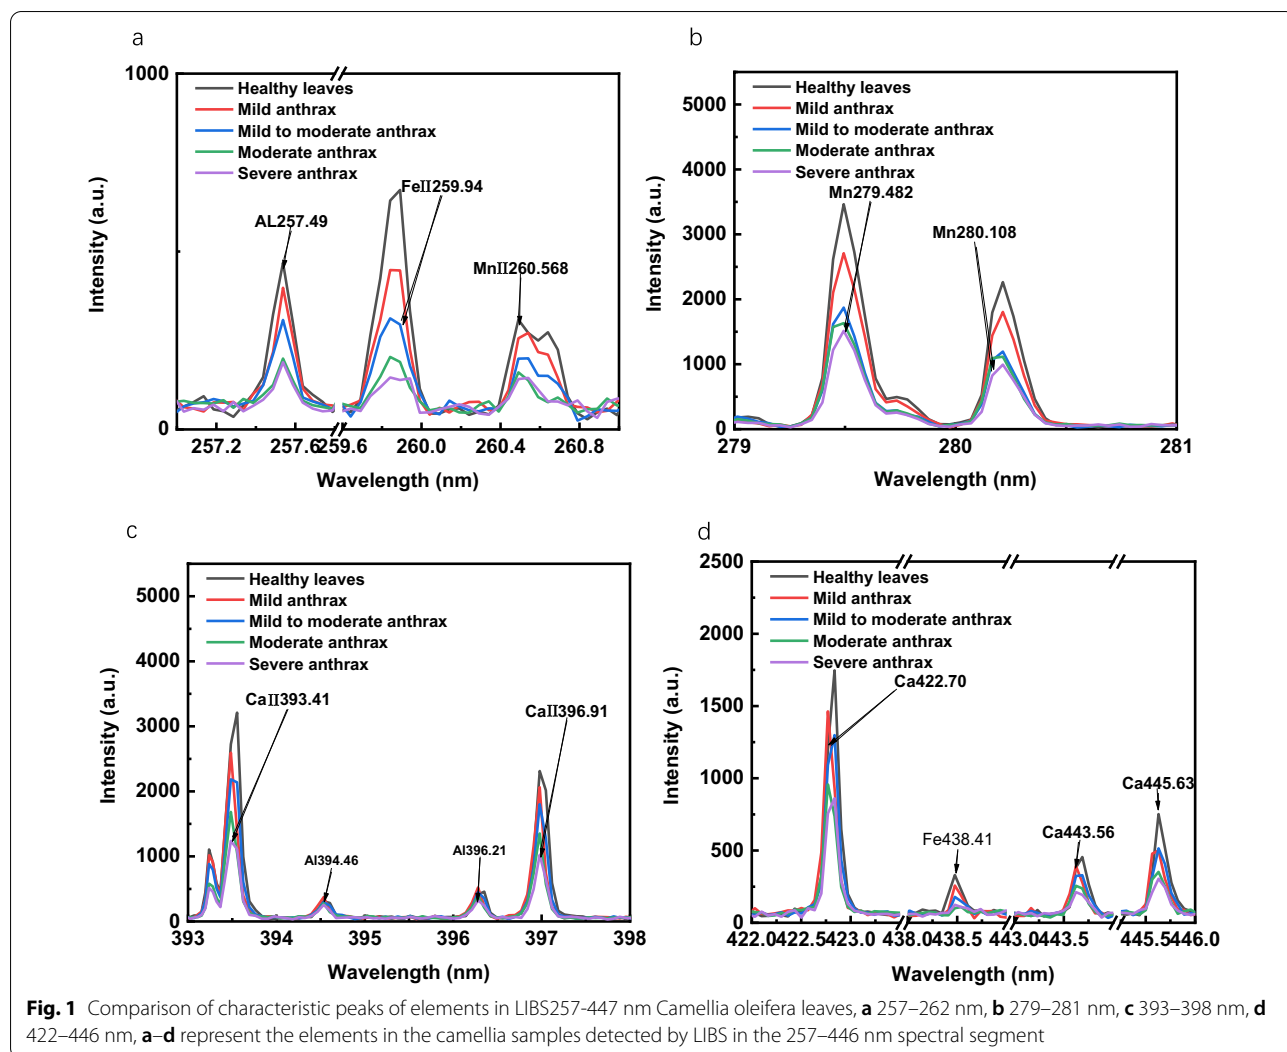 a
1000
0
Intensity (a.u.)
Healthy leaves
Mild anthrax
Mild to moderate anthrax
Moderate anthrax
Severe anthrax
AL257.49
FeII259.94
MnII260.568
257.2 257.6 259.6 260.0 260.4 260.8
Wavelength (nm)
b
5000
4000
3000
2000
1000
0
Intensity (a.u.)
Healthy leaves
Mild anthrax
Mild to moderate anthrax
Moderate anthrax
Severe anthrax
Mn279.482
Mn280.108
279 280 281
Wavelength (nm)
c
5000
4000
3000
2000
1000
0
Intensity (a.u.)
Healthy leaves
Mild anthrax
Mild to moderate anthrax
Moderate anthrax
Severe anthrax
CaII393.41
CaII396.91
Al394.46
Al396.21
393 394 395 396 397 398
Wavelength (nm)
d
2500
2000
1500
1000
500
0
Intensity (a.u.)
Healthy leaves
Mild anthrax
Mild to moderate anthrax
Moderate anthrax
Severe anthrax
Ca422.70
Fe438.41
Ca443.56
Ca445.63
422.0 422.5 423.0 438.0 438.5 443.0 443.5 445.5 446.0
Wavelength (nm)
Fig. 1 Comparison of characteristic peaks of elements in LIBS257-447 nm Camellia oleifera leaves, a 257–262 nm, b 279–281 nm, c 393–398 nm, d
422–446 nm, a–d represent the elements in the camellia samples detected by LIBS in the 257–446 nm spectral segment